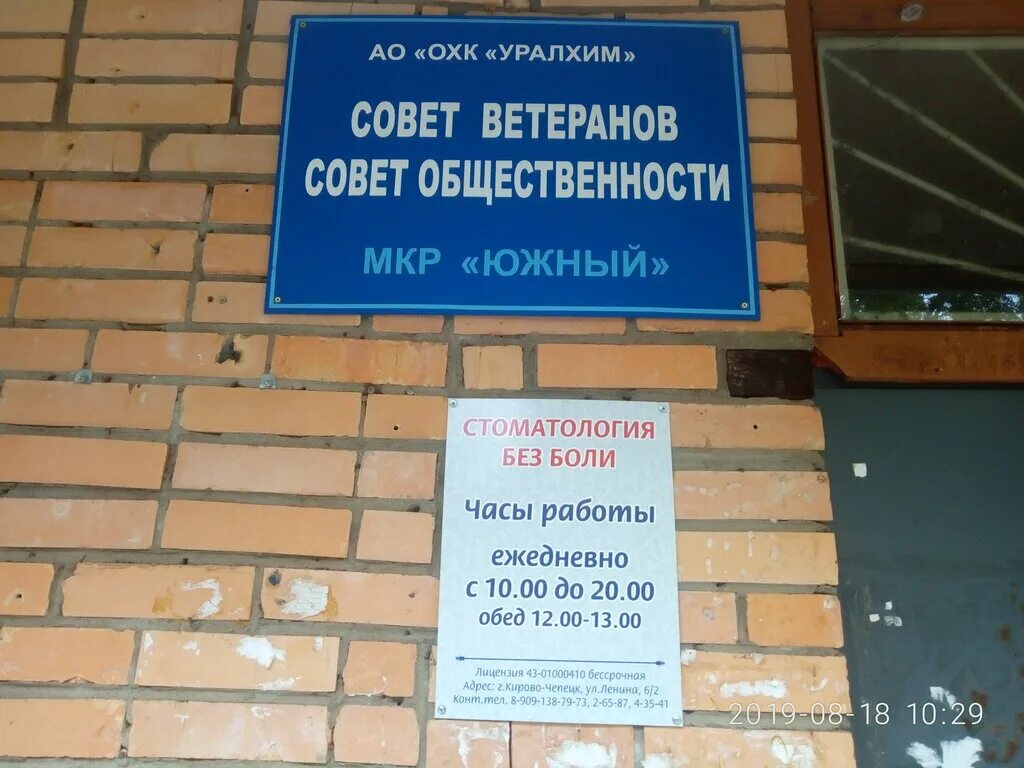 АО «ОХК «УРАЛХИМ»
СОВЕТ ВЕТЕРАНОВ
СОВЕТ ОБЩЕСТВЕННОСТИ
МКР «ЮЖНЫЙ»
СТОМАТОЛОГИЯ
БЕЗ БОЛИ
Часы работы
ежедневно
с 10.00 до 20.00
обед 12.00-13.00
Лицензия 43-01000410 бессрочная
Адрес: г.Кирово-Чепецк, ул.Ленина, 6/2
Конт.тел. 8-909-138-79-73, 2-65-87, 4-35-41
2019-08-18 10:29